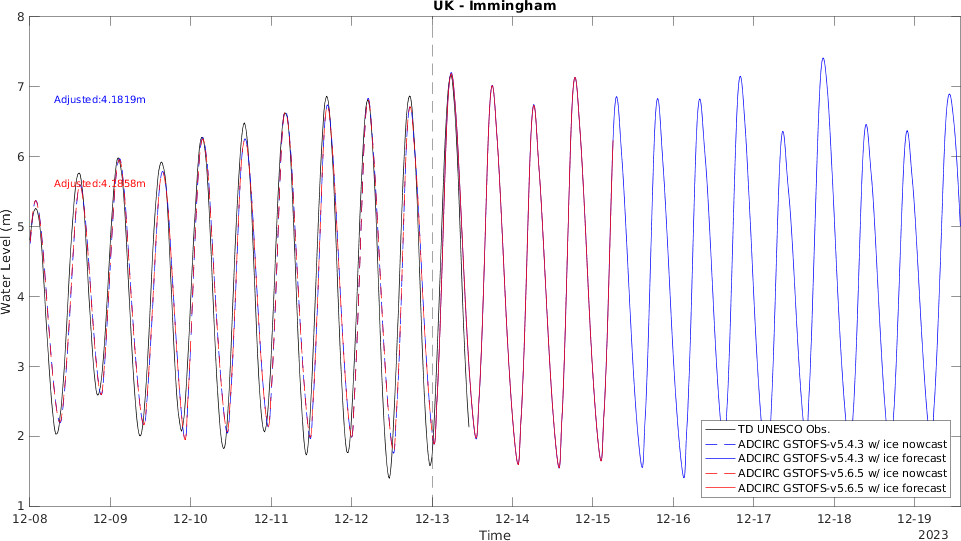 UK - Immingham
8
7
6
5
4
3
2
1
Water Level (m)
Adjusted:4.1819m
Adjusted:4.1858m
TD UNESCO Obs.
ADCIRC GSTOFS-v5.4.3 w/ ice nowcast
ADCIRC GSTOFS-v5.4.3 w/ ice forecast
ADCIRC GSTOFS-v5.6.5 w/ ice nowcast
ADCIRC GSTOFS-v5.6.5 w/ ice forecast
12-08 12-09 12-10 12-11 12-12 12-13 12-14 12-15 12-16 12-17 12-18 12-19
Time
2023